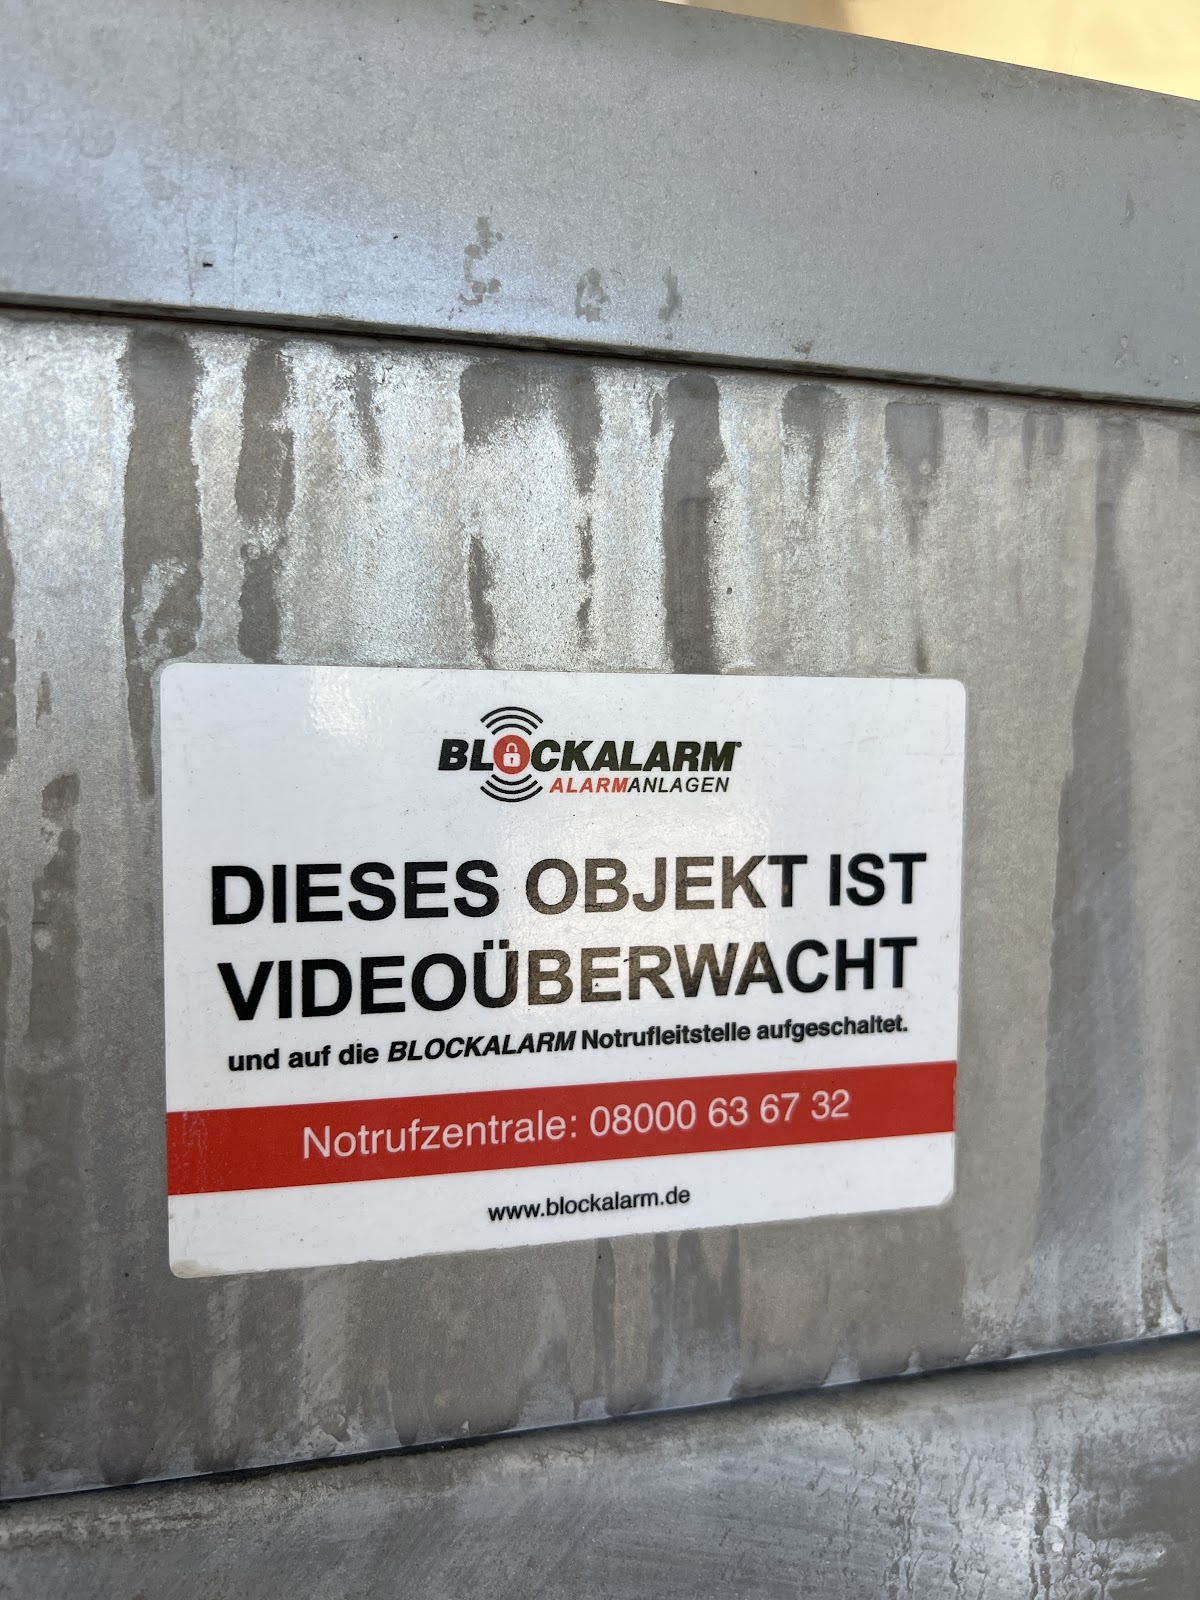 BLOCKALARM®
ALARMANLAGEN
DIESES OBJEKT IST
VIDEOÜBERWACHT
und auf die BLOCKALARM Notrufleitstelle aufgeschaltet.
Notrufzentrale: 08000 63 67 32
www.blockalarm.de